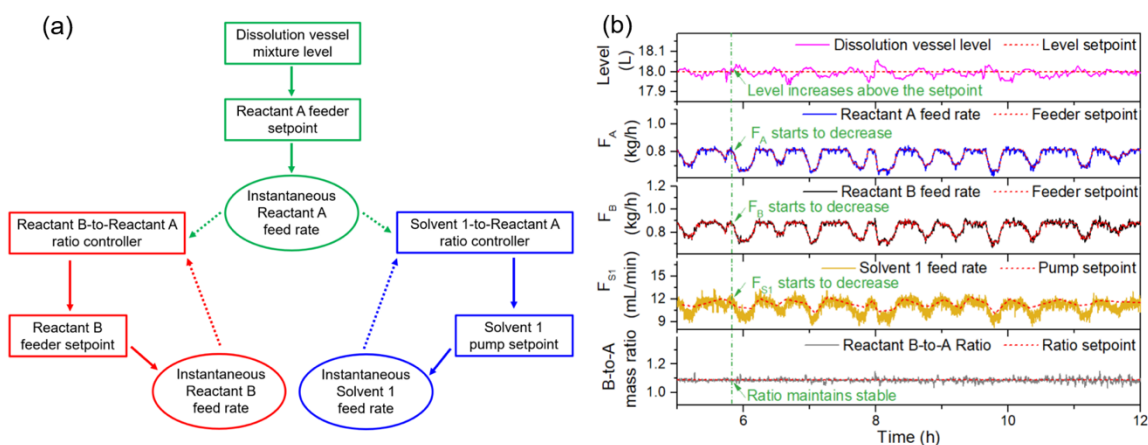 (a)
Dissolution vessel
mixture level
Reactant A feeder
setpoint
Instantaneous
Reactant A
feed rate
Reactant B-to-Reactant A
ratio controller
Solvent 1-to-Reactant A
ratio controller
Reactant B
feeder setpoint
Solvent 1
pump setpoint
Instantaneous
Reactant B
feed rate
Instantaneous
Solvent 1
feed rate
(b)
Level
(L)
18.1
18.0
17.9
Dissolution vessel level
Level setpoint
Level increases above the setpoint
F_A
(kg/h)
1.0
0.8
Reactant A feed rate
Feeder setpoint
F_A starts to decrease
F_B
(kg/h)
1.2
1.0
0.8
Reactant B feed rate
Feeder setpoint
F_B starts to decrease
F_S1
(mL/min)
15
12
9
Solvent 1 feed rate
Pump setpoint
F_S1 starts to decrease
B-to-A
mass ratio
1.2
1.0
Reactant B-to-A Ratio
Ratio setpoint
Ratio maintains stable
6 8 10 12
Time (h)